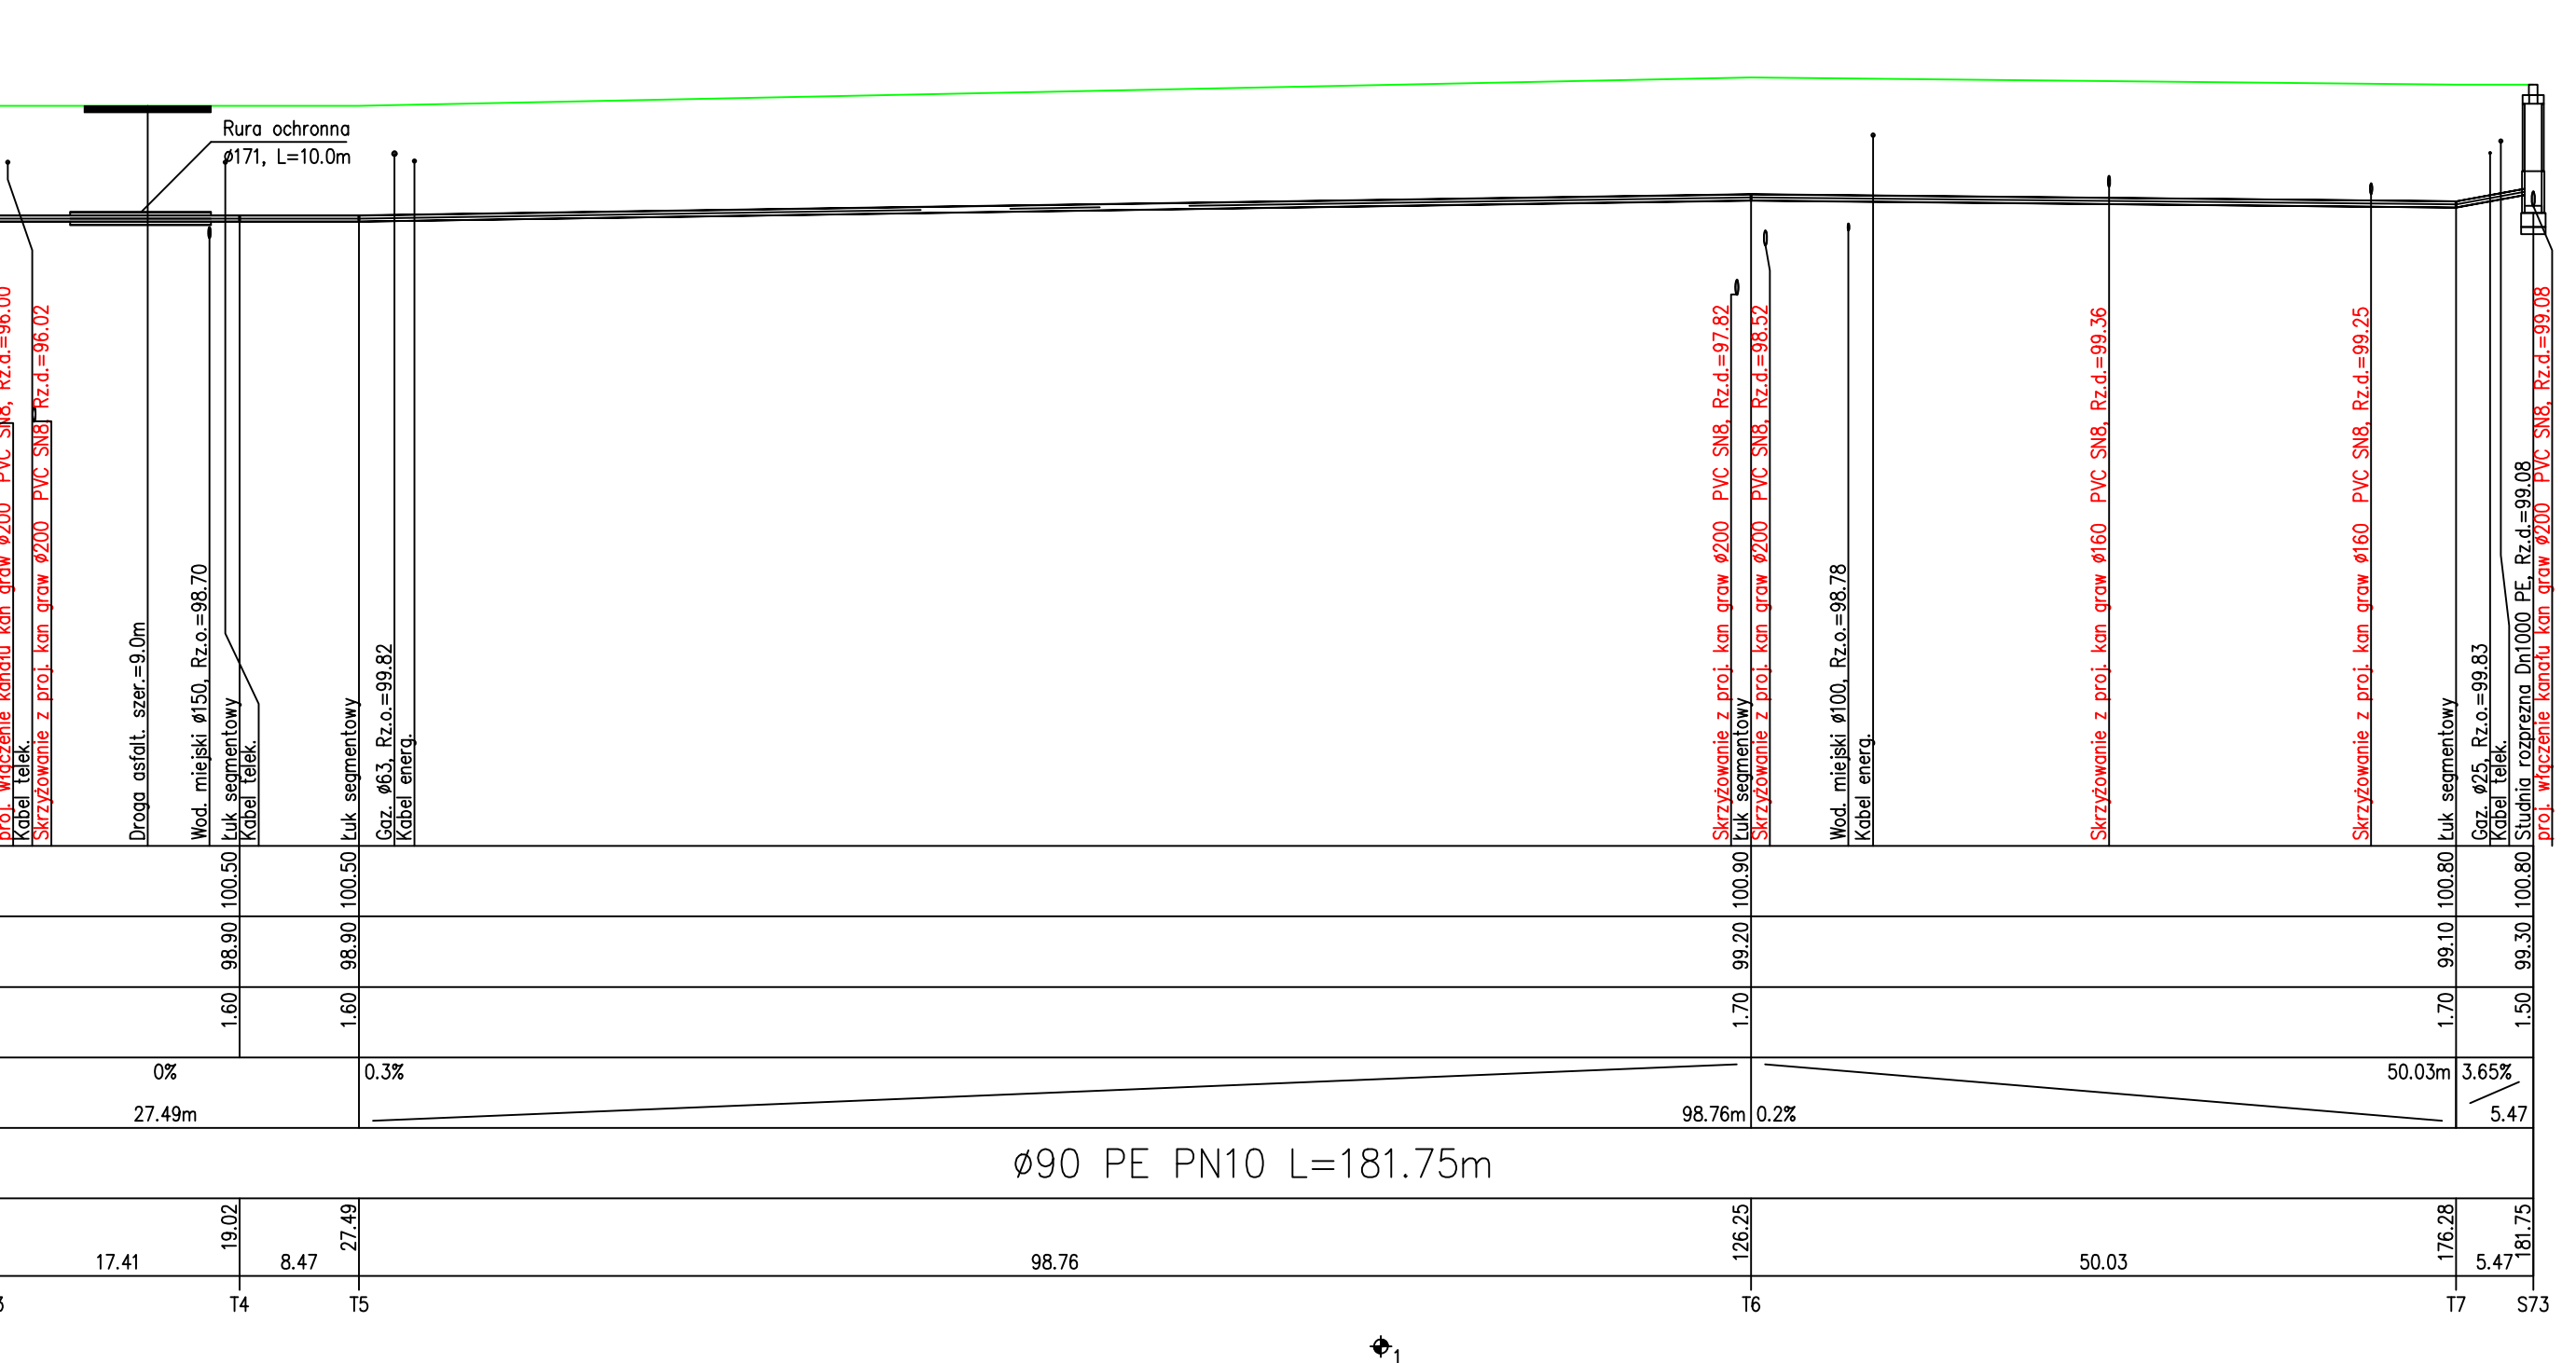 Rura ochronna
ø171, L=10.0m
proj. włączenie kanału kan graw ø200 PVC SN8, Rz.d.=96.00
Kabel telek.
Skrzyżowanie z proj. kan graw ø200 PVC SN8, Rz.d.=96.02
Droga asfalt. szer.=9.0m
Wod. miejski ø150, Rz.o.=98.70
Łuk segmentowy
Kabel telek.
Łuk segmentowy
Gaz. ø63, Rz.o.=99.82
Kabel energ.
Skrzyżowanie z proj. kan graw ø200 PVC SN8, Rz.d.=97.82
Łuk segmentowy
Skrzyżowanie z proj. kan graw ø200 PVC SN8, Rz.d.=98.52
Wod. miejski ø100, Rz.o.=98.78
Kabel energ.
Skrzyżowanie z proj. kan graw ø160 PVC SN8, Rz.d.=99.36
Skrzyżowanie z proj. kan graw ø160 PVC SN8, Rz.d.=99.25
Łuk segmentowy
Gaz. ø25, Rz.o.=99.83
Kabel telek.
Studnia rozprezna Dn1000 PE, Rz.d.=99.08
proj. włączenie kanału kan graw ø200 PVC SN8, Rz.d.=99.08
100.50 100.50 100.90 100.80 100.80
98.90 98.90 99.20 99.10 99.30
1.60 1.60 1.70 1.70 1.50
0% 0.3% 50.03m 3.65%
27.49m 98.76m 0.2% 5.47
ø90 PE PN10 L=181.75m
19.02 27.49 126.25 176.28 181.75
17.41 8.47 98.76 50.03 5.47
T4 T5 T6 T7 S73
1